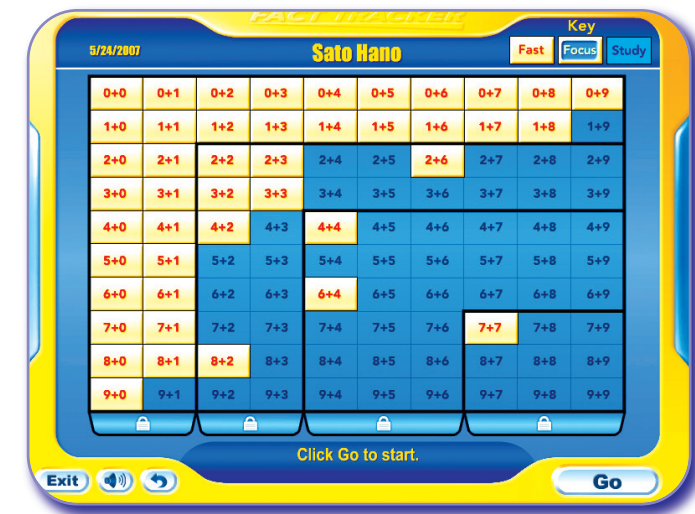 FACT TRACKER
Key
5/24/2007 Sato Hano Fast Focus Study
0+0 0+1 0+2 0+3 0+4 0+5 0+6 0+7 0+8 0+9
1+0 1+1 1+2 1+3 1+4 1+5 1+6 1+7 1+8 1+9
2+0 2+1 2+2 2+3 2+4 2+5 2+6 2+7 2+8 2+9
3+0 3+1 3+2 3+3 3+4 3+5 3+6 3+7 3+8 3+9
4+0 4+1 4+2 4+3 4+4 4+5 4+6 4+7 4+8 4+9
5+0 5+1 5+2 5+3 5+4 5+5 5+6 5+7 5+8 5+9
6+0 6+1 6+2 6+3 6+4 6+5 6+6 6+7 6+8 6+9
7+0 7+1 7+2 7+3 7+4 7+5 7+6 7+7 7+8 7+9
8+0 8+1 8+2 8+3 8+4 8+5 8+6 8+7 8+8 8+9
9+0 9+1 9+2 9+3 9+4 9+5 9+6 9+7 9+8 9+9
Click Go to start.
Exit Go